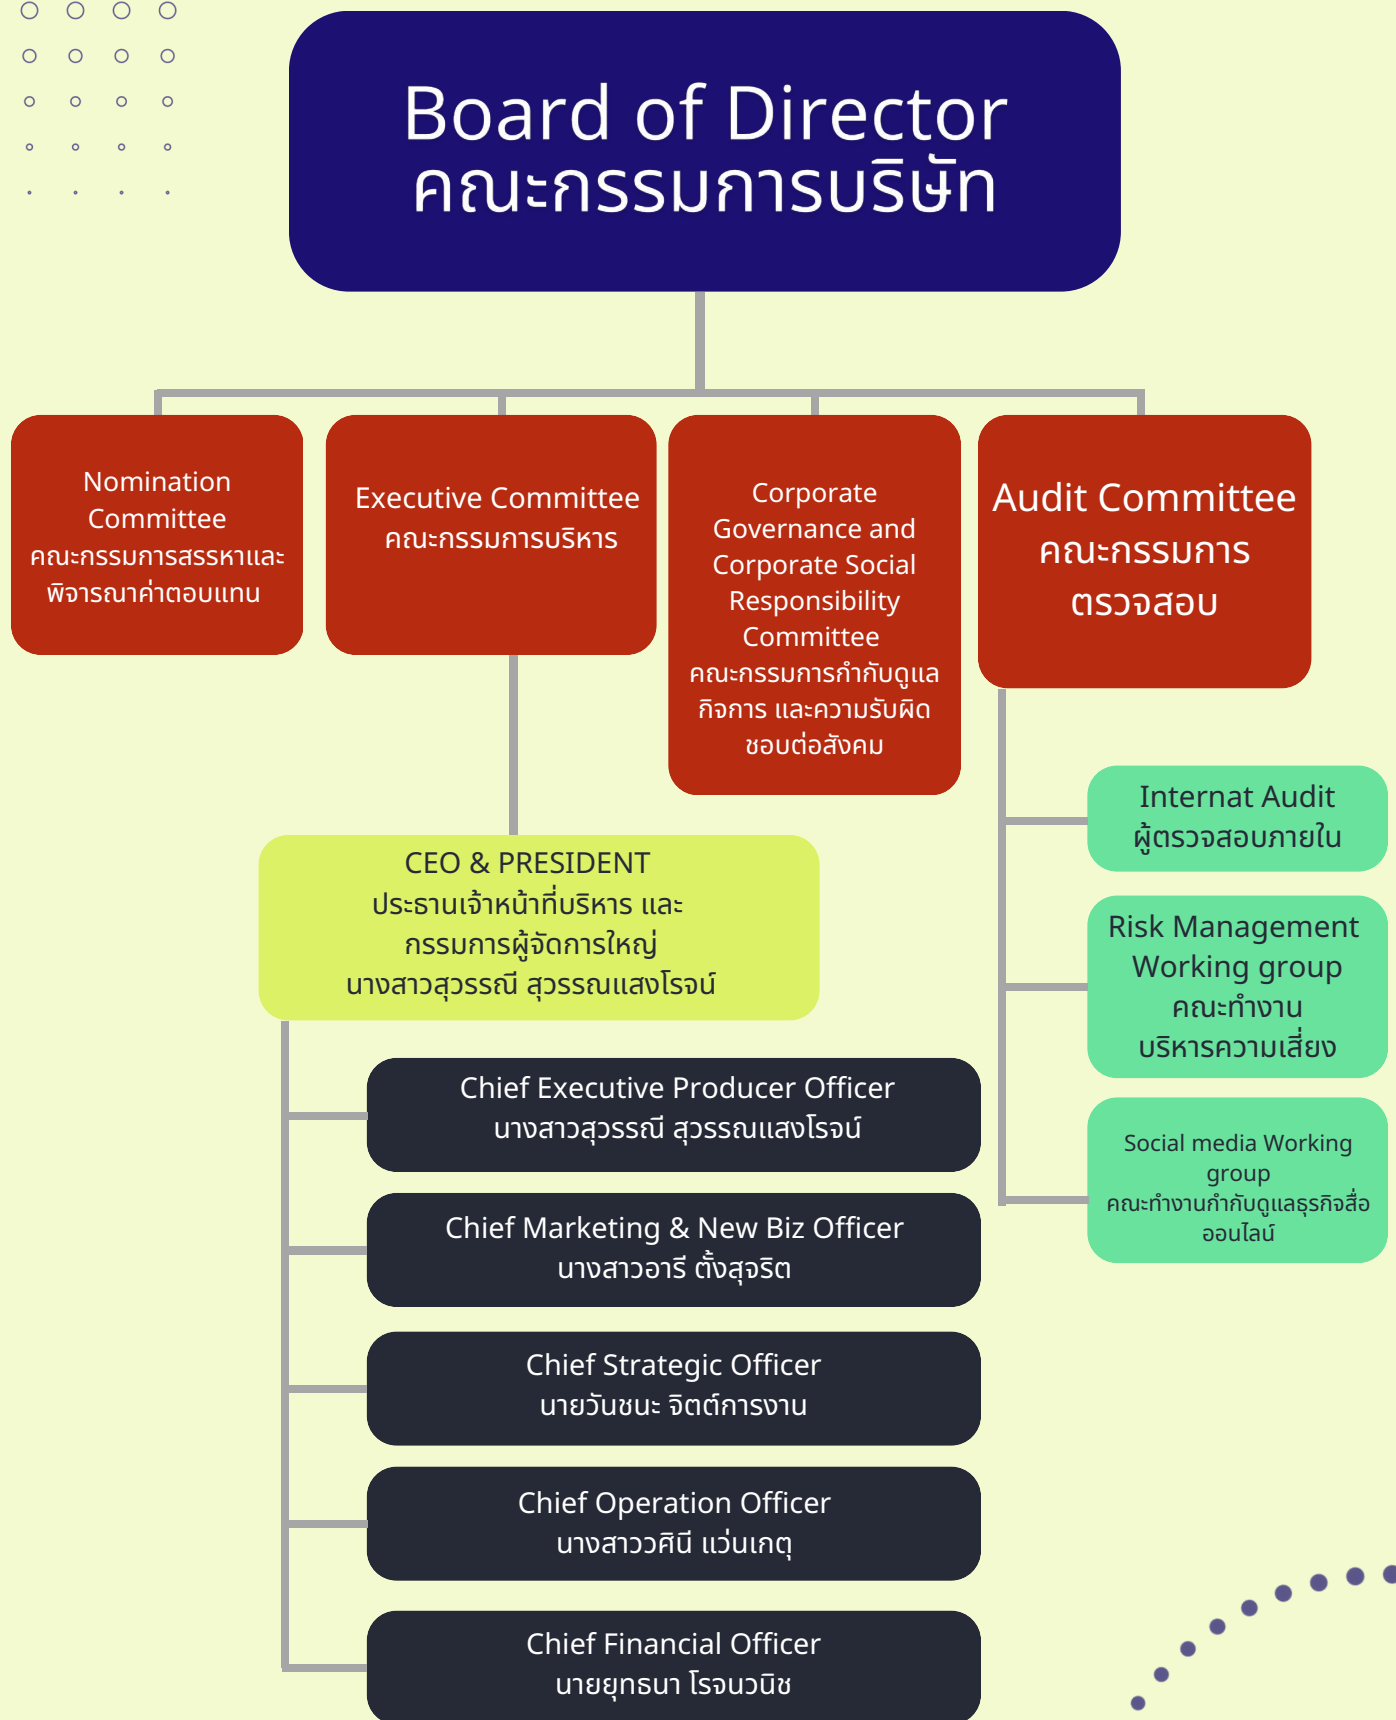 Board of Director
คณะกรรมการบริษัท
Nomination
Committee
คณะกรรมการสรรหาและ
พิจารณาค่าตอบแทน
Executive Committee
คณะกรรมการบริหาร
Corporate
Governance and
Corporate Social
Responsibility
Committee
คณะกรรมการกำกับดูแล
กิจการ และความรับผิด
ชอบต่อสังคม
Audit Committee
คณะกรรมการ
ตรวจสอบ
Internat Audit
ผู้ตรวจสอบภายใน
Risk Management
Working group
คณะทำงาน
บริหารความเสี่ยง
Social media Working
group
คณะทำงานกำกับดูแลธุรกิจสื่อ
ออนไลน์
CEO & PRESIDENT
ประธานเจ้าหน้าที่บริหาร และ
กรรมการผู้จัดการใหญ่
นางสาวสุวรรณี สุวรรณแสงโรจน์
Chief Executive Producer Officer
นางสาวสุวรรณี สุวรรณแสงโรจน์
Chief Marketing & New Biz Officer
นางสาวอารี ตั้งสุจริต
Chief Strategic Officer
นายวันชนะ จิตต์การงาน
Chief Operation Officer
นางสาววศินี แว่นเกตุ
Chief Financial Officer
นายยุทธนา โรจนวนิช